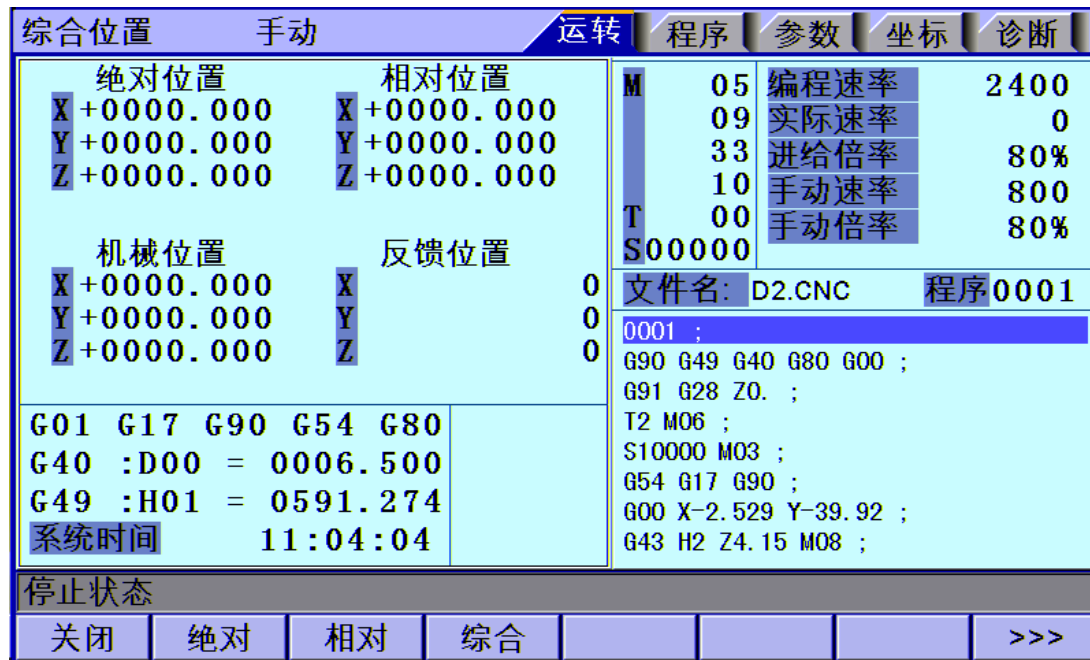 综合位置 手动 运转 程序 参数 坐标 诊断
绝对位置 相对位置
X +0000.000 X +0000.000
Y +0000.000 Y +0000.000
Z +0000.000 Z +0000.000
机械位置 反馈位置
X +0000.000 X 0
Y +0000.000 Y 0
Z +0000.000 Z 0
G01 G17 G90 G54 G80
G40 :D00 = 0006.500
G49 :H01 = 0591.274
系统时间 11:04:04
M 05 编程速率 2400
09 实际速率 0
33 进给倍率 80%
10 手动速率 800
T 00 手动倍率 80%
S00000
文件名: D2.CNC 程序0001
0001 ;
G90 G49 G40 G80 G00 ;
G91 G28 Z0. ;
T2 M06 ;
S10000 M03 ;
G54 G17 G90 ;
G00 X-2.529 Y-39.92 ;
G43 H2 Z4.15 M08 ;
停止状态
关闭 绝对 相对 综合 >>>